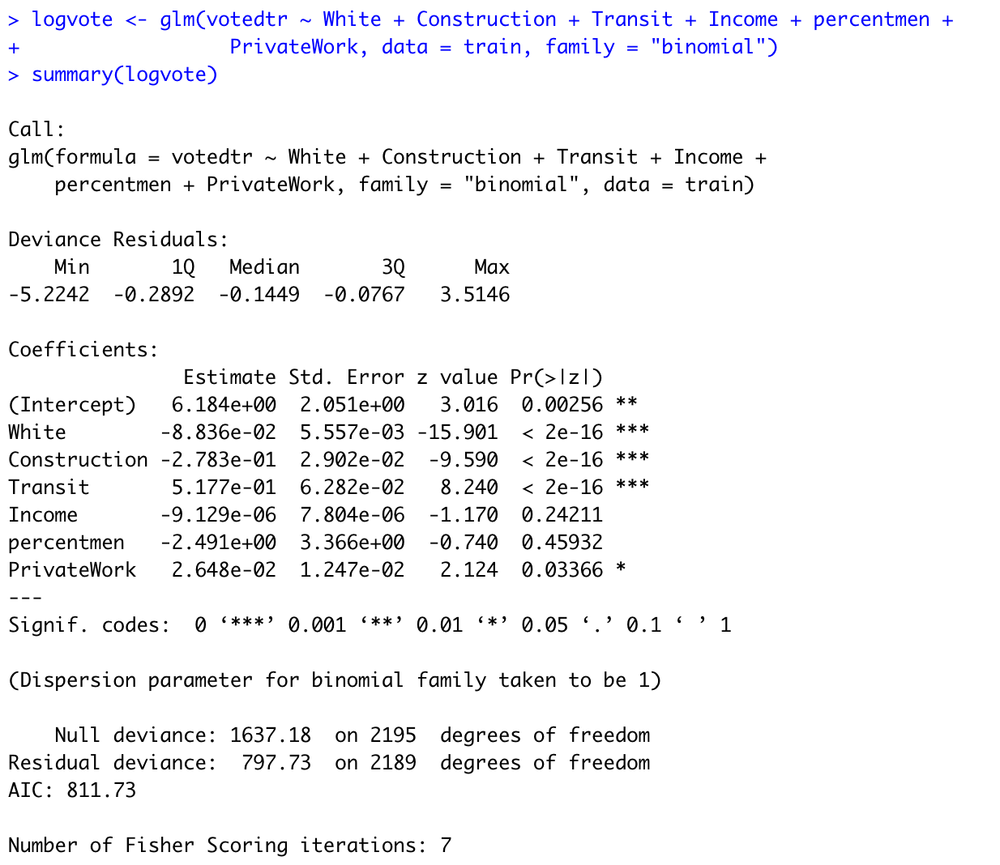 > logvote <- glm(votedtr ~ White + Construction + Transit + Income + percentmen +
+                  PrivateWork, data = train, family = "binomial")
> summary(logvote)

Call:
glm(formula = votedtr ~ White + Construction + Transit + Income +
    percentmen + PrivateWork, family = "binomial", data = train)

Deviance Residuals:
    Min       1Q   Median       3Q      Max
-5.2242  -0.2892  -0.1449  -0.0767   3.5146

Coefficients:
               Estimate Std. Error z value Pr(>|z|)
(Intercept)   6.184e+00  2.051e+00   3.016  0.00256 **
White        -8.836e-02  5.557e-03 -15.901  < 2e-16 ***
Construction -2.783e-01  2.902e-02  -9.590  < 2e-16 ***
Transit       5.177e-01  6.282e-02   8.240  < 2e-16 ***
Income       -9.129e-06  7.804e-06  -1.170  0.24211
percentmen   -2.491e+00  3.366e+00  -0.740  0.45932
PrivateWork   2.648e-02  1.247e-02   2.124  0.03366 *
---
Signif. codes:  0 ‘***’ 0.001 ‘**’ 0.01 ‘*’ 0.05 ‘.’ 0.1 ‘ ’ 1

(Dispersion parameter for binomial family taken to be 1)

    Null deviance: 1637.18  on 2195  degrees of freedom
Residual deviance:  797.73  on 2189  degrees of freedom
AIC: 811.73

Number of Fisher Scoring iterations: 7